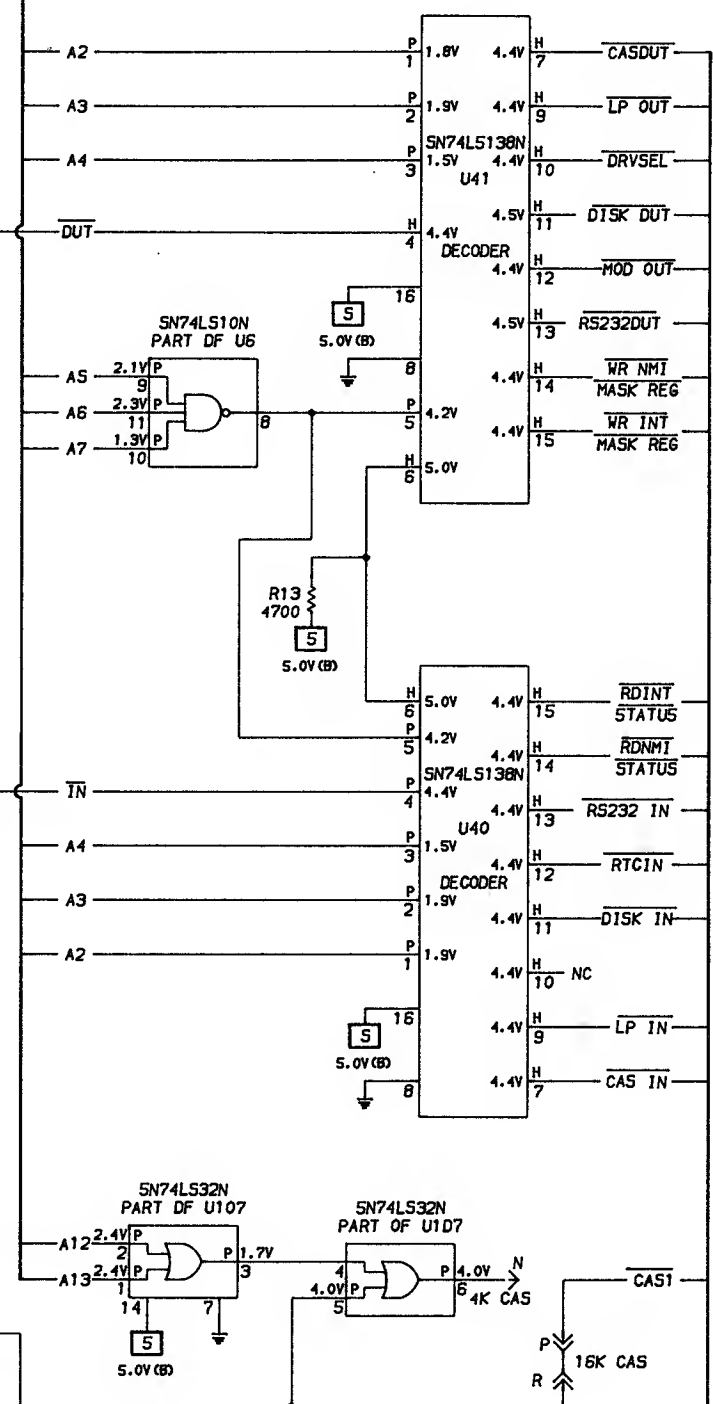 A2 P 1 1.8V 4.4V H 7 CASDUT
A3 P 2 1.9V 4.4V H 9 LP OUT
SN74LS138N
A4 P 3 1.5V 4.4V H 10 DRVSEL
U41
4.5V H 11 DISK DUT
DUT H 4 4.4V
DECODER
4.4V H 12 MOD OUT
16
5
5.0V(B)
4.5V H 13 RS232DUT
SN74LS10N
PART DF U6
8
4.4V H 14 WR NMI
MASK REG
A5 2.1V P 9
A6 2.3V P 11 8 P 5 4.2V
4.4V H 15 WR INT
MASK REG
A7 1.3V P 10
H 6 5.0V
R13
4700
5
5.0V(B)
H 6 5.0V 4.4V H 15 RDINT
STATUS
P 5 4.2V
4.4V H 14 RDNMI
STATUS
SN74LS138N
IN P 4 4.4V
4.4V H 13 RS232 IN
U40
A4 P 3 1.5V
4.4V H 12 RTCIN
DECODER
A3 P 2 1.9V
4.4V H 11 DISK IN
A2 P 1 1.9V
4.4V H 10 NC
16
5
5.0V(B)
4.4V H 9 LP IN
8
4.4V H 7 CAS IN
SN74LS32N
PART DF U107
SN74LS32N
PART OF U1D7
A12 2.4V P 2
P 1.7V 3
A13 2.4V P 1
4
4.0V P 5
P 4.0V 6 N
4K CAS
CAS1
14 7
5
5.0V(B)
P
16K CAS
R